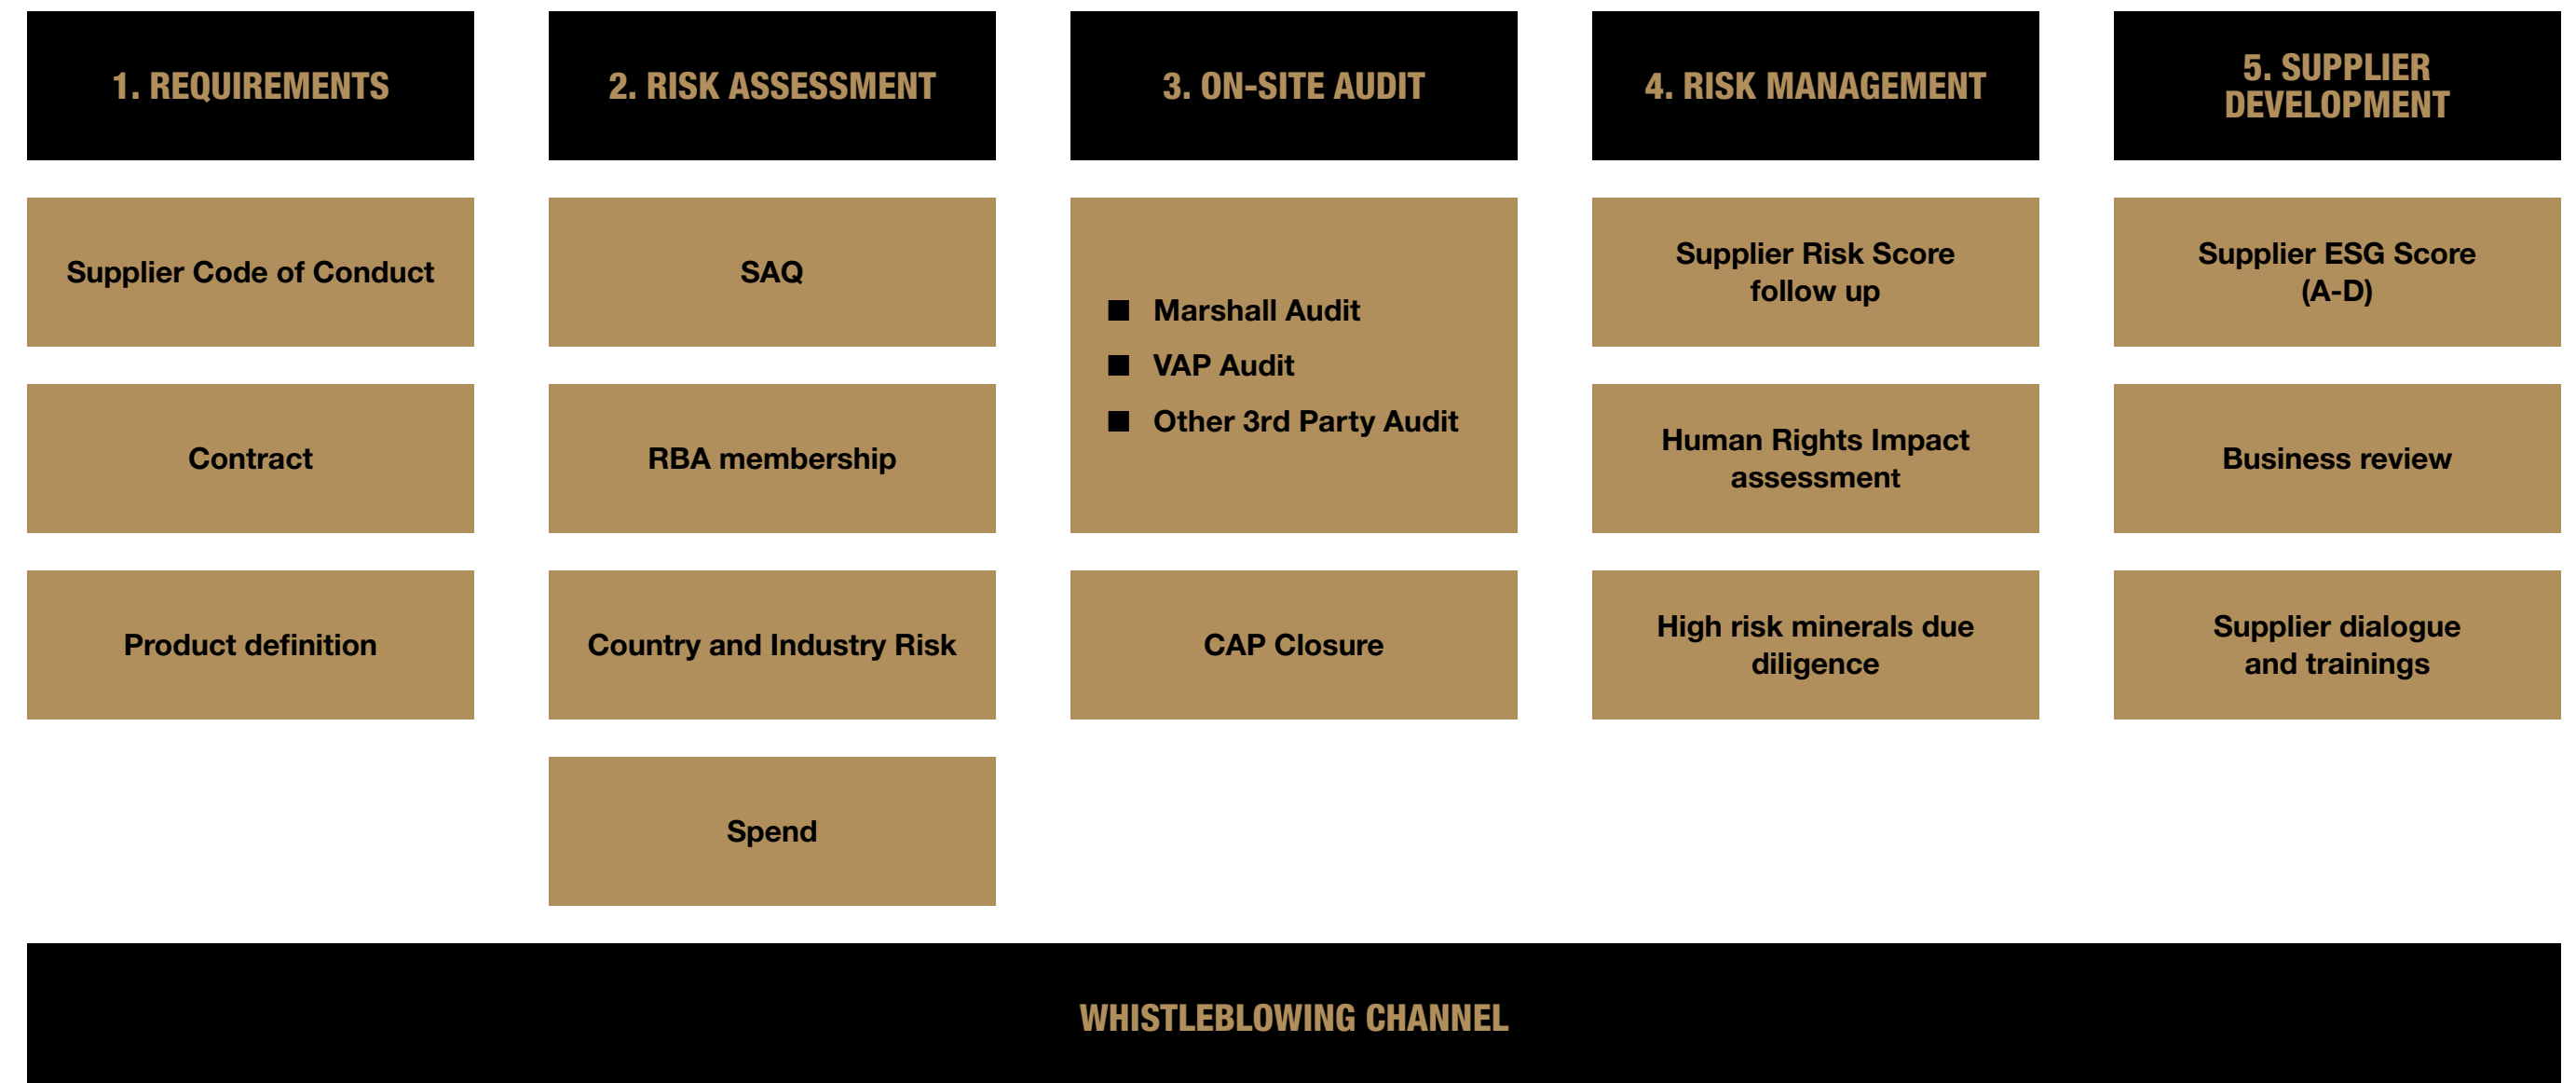 1. REQUIREMENTS
Supplier Code of Conduct
Contract
Product definition
2. RISK ASSESSMENT
SAQ
RBA membership
Country and Industry Risk
Spend
3. ON-SITE AUDIT
Marshall Audit
VAP Audit
Other 3rd Party Audit
CAP Closure
4. RISK MANAGEMENT
Supplier Risk Score
follow up
Human Rights Impact
assessment
High risk minerals due
diligence
5. SUPPLIER
DEVELOPMENT
Supplier ESG Score
(A-D)
Business review
Supplier dialogue
and trainings
WHISTLEBLOWING CHANNEL